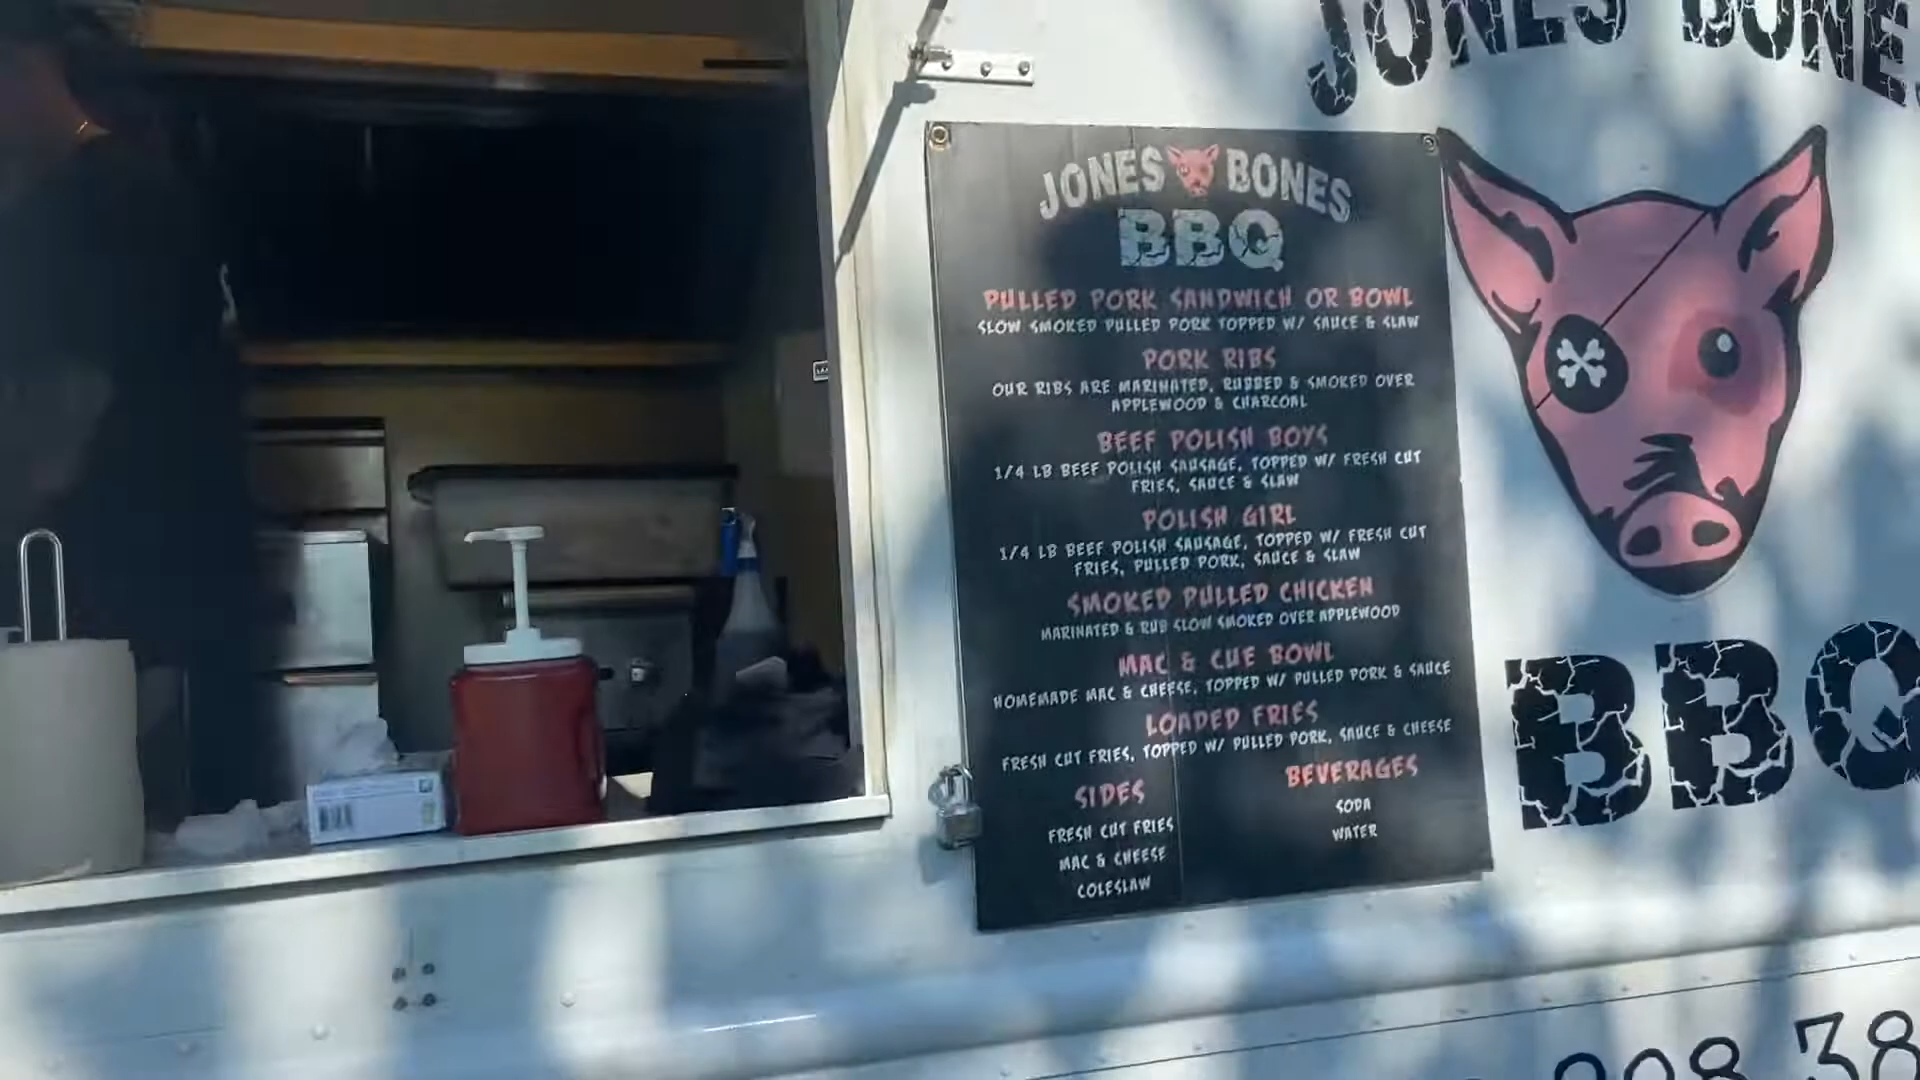 JONES BONES
BBQ
PULLED PORK SANDWICH OR BOWL
SLOW SMOKED PULLED PORK TOPPED W/ SAUCE & SLAW
PORK RIBS
OUR RIBS ARE MARINATED, RUBBED & SMOKED OVER
APPLEWOOD & CHARCOAL
BEEF POLISH BOYS
1/4 LB BEEF POLISH SAUSAGE, TOPPED W/ FRESH CUT
FRIES, SAUCE & SLAW
POLISH GIRL
1/4 LB BEEF POLISH SAUSAGE, TOPPED W/ FRESH CUT
FRIES, PULLED PORK, SAUCE & SLAW
SMOKED PULLED CHICKEN
MARINATED & RUB SLOW SMOKED OVER APPLEWOOD
MAC & CUE BOWL
HOMEMADE MAC & CHEESE, TOPPED W/ PULLED PORK & SAUCE
LOADED FRIES
FRESH CUT FRIES, TOPPED W/ PULLED PORK, SAUCE & CHEESE
SIDES
FRESH CUT FRIES
MAC & CHEESE
COLESLAW
BEVERAGES
SODA
WATER
JONES BONES
BBQ